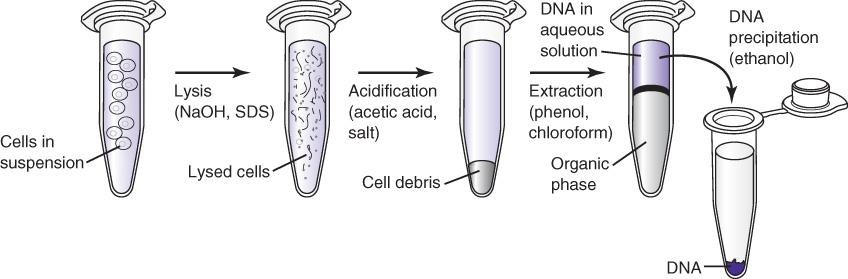 Cells in
suspension
Lysis
(NaOH, SDS)
Lysed cells
Acidification
(acetic acid,
salt)
Cell debris
Extraction
(phenol,
chloroform)
DNA in
aqueous
solution
Organic
phase
DNA
precipitation
(ethanol)
DNA